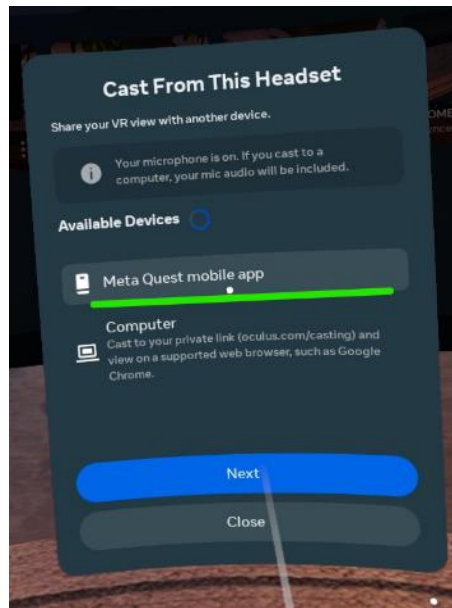 Cast From This Headset
Share your VR view with another device.
Your microphone is on. If you cast to a
computer, your mic audio will be included.
Available Devices
Meta Quest mobile app
Computer
Cast to your private link (oculus.com/casting) and
view on a supported web browser, such as Google
Chrome.
Next
Close